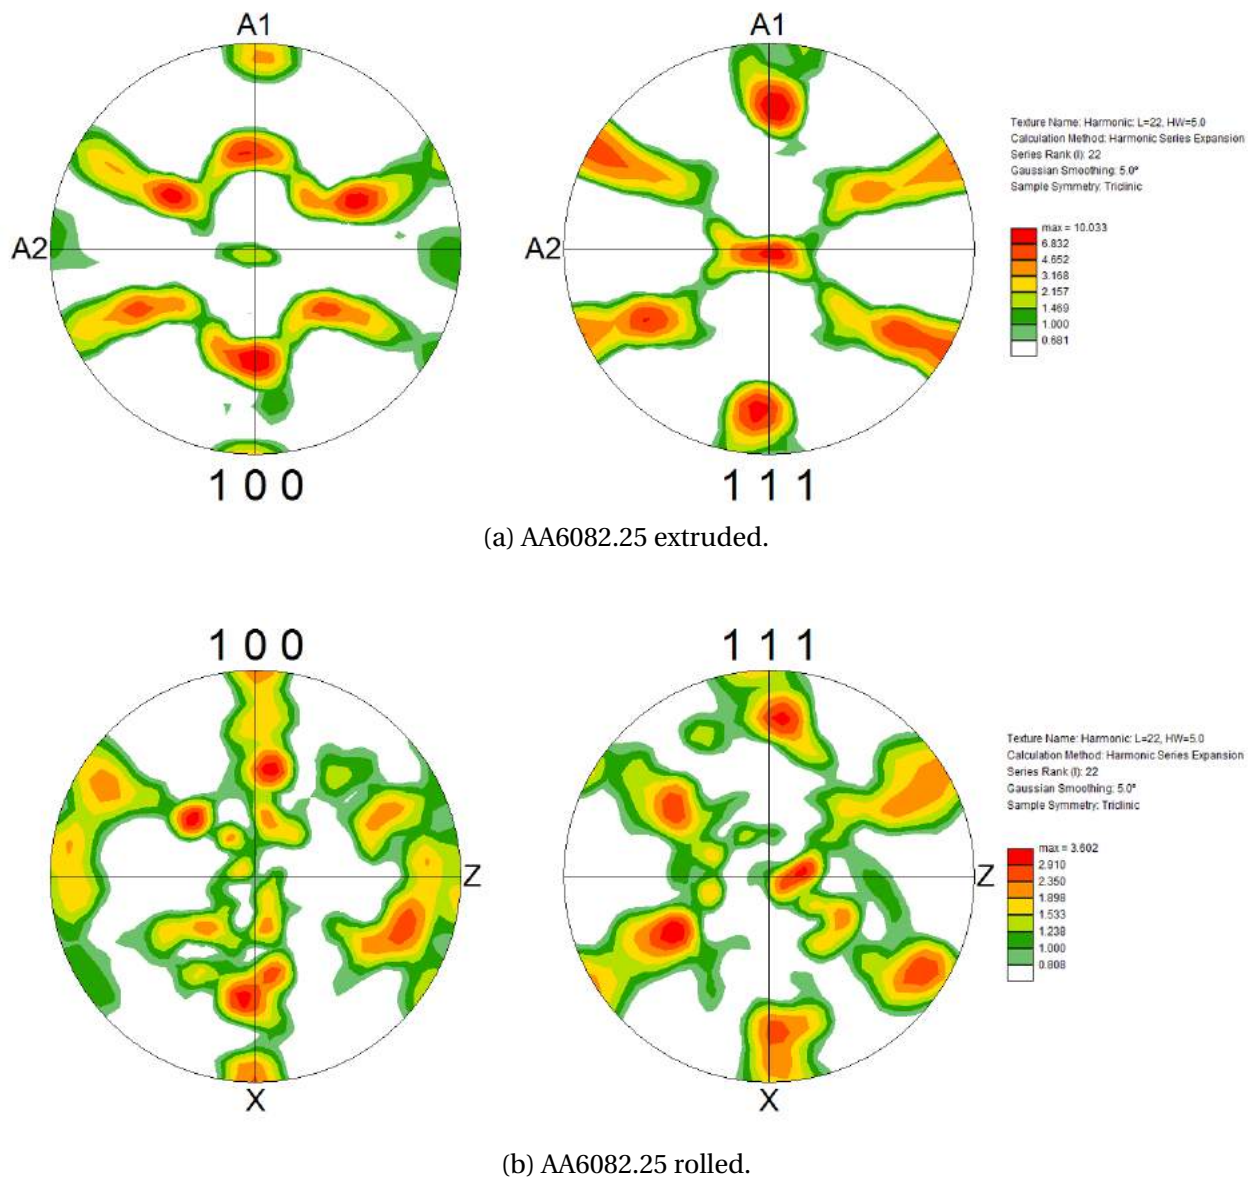 A1
A1
A2
A2
1 0 0
1 1 1
Texture Name: Harmonic: L=22, HW=5.0
Calculation Method: Harmonic Series Expansion
Series Rank (l): 22
Gaussian Smoothing: 5.0°
Sample Symmetry: Triclinic
max = 10.033
6.832
4.652
3.168
2.157
1.469
1.000
0.681
(a) AA6082.25 extruded.
1 0 0
1 1 1
Z
Z
X
X
Texture Name: Harmonic: L=22, HW=5.0
Calculation Method: Harmonic Series Expansion
Series Rank (l): 22
Gaussian Smoothing: 5.0°
Sample Symmetry: Triclinic
max = 3.602
2.910
2.350
1.898
1.533
1.238
1.000
0.808
(b) AA6082.25 rolled.